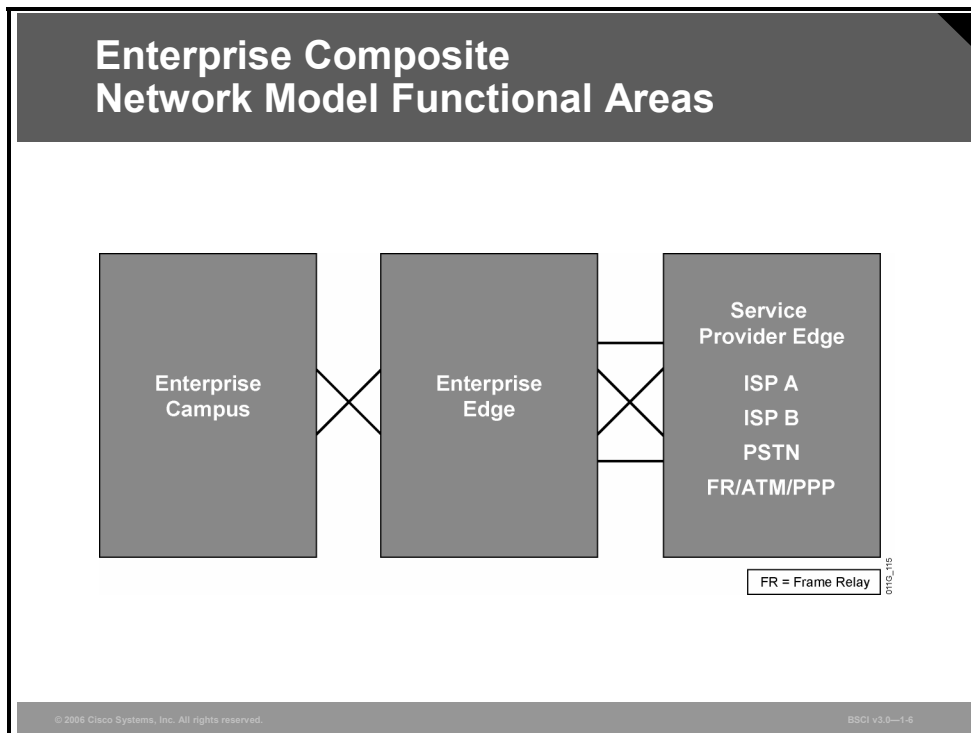 Enterprise Composite
Network Model Functional Areas
Enterprise
Campus
Enterprise
Edge
Service
Provider Edge
ISP A
ISP B
PSTN
FR/ATM/PPP
FR = Frame Relay
011G_115
© 2006 Cisco Systems, Inc. All rights reserved.
BSCI v3.0—1-6